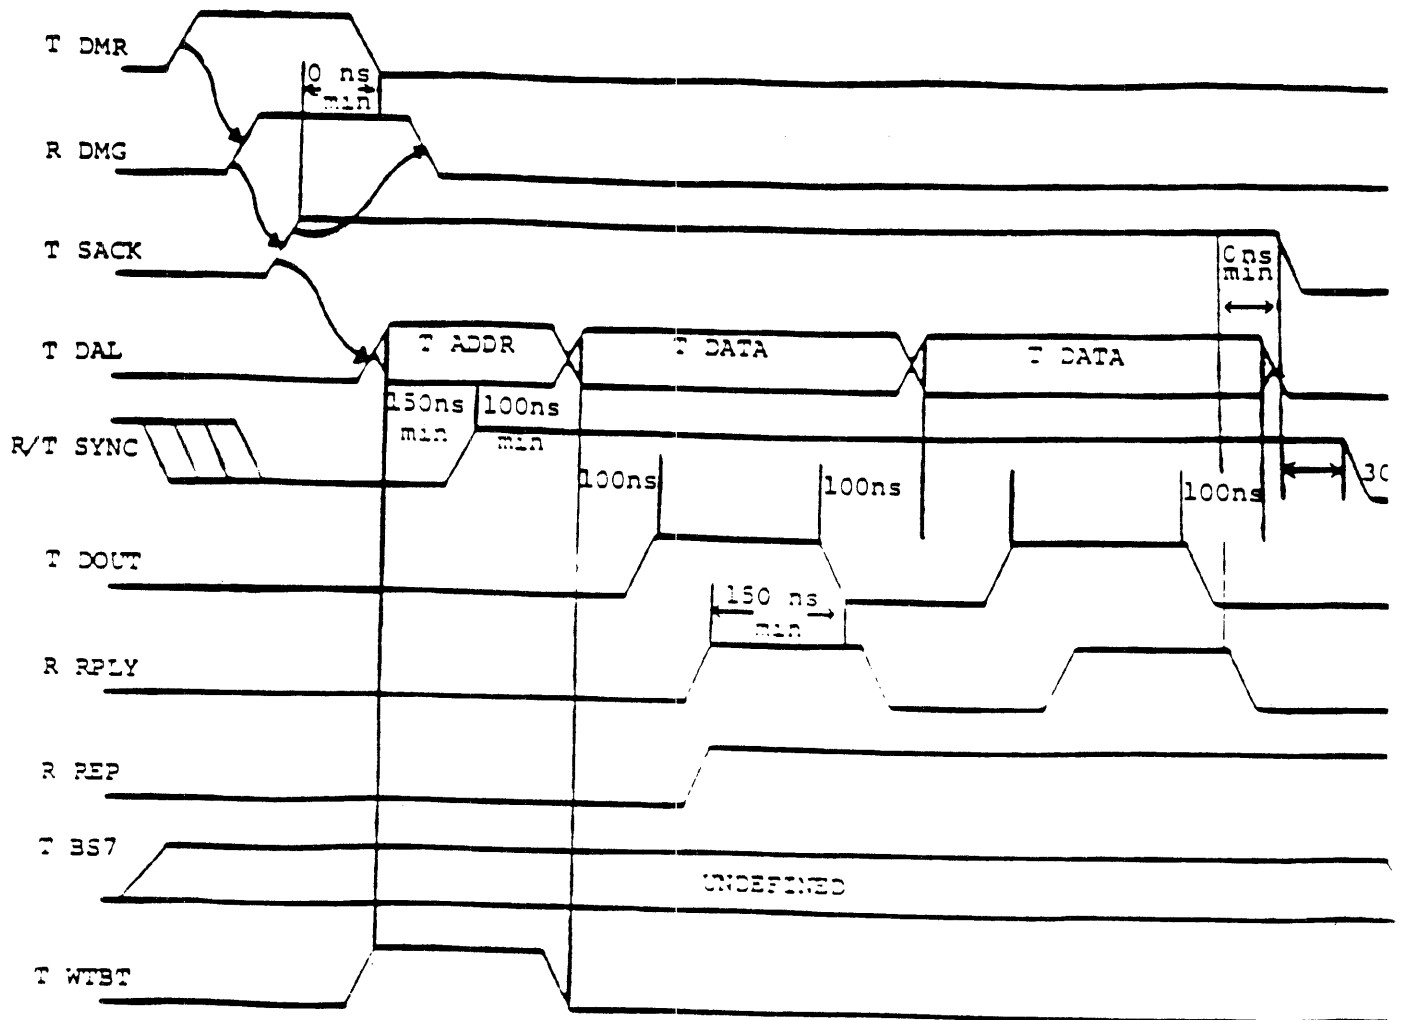 T DMR
0 ns
min
R DMG
T SACK
0ns
min
T DAL
T ADDR
T DATA
T DATA
150ns
min
100ns
min
R/T SYNC
100ns
100ns
100ns
30
T DOUT
150 ns
min
R RPLY
R REP
T BS7
UNDEFINED
T WTBT